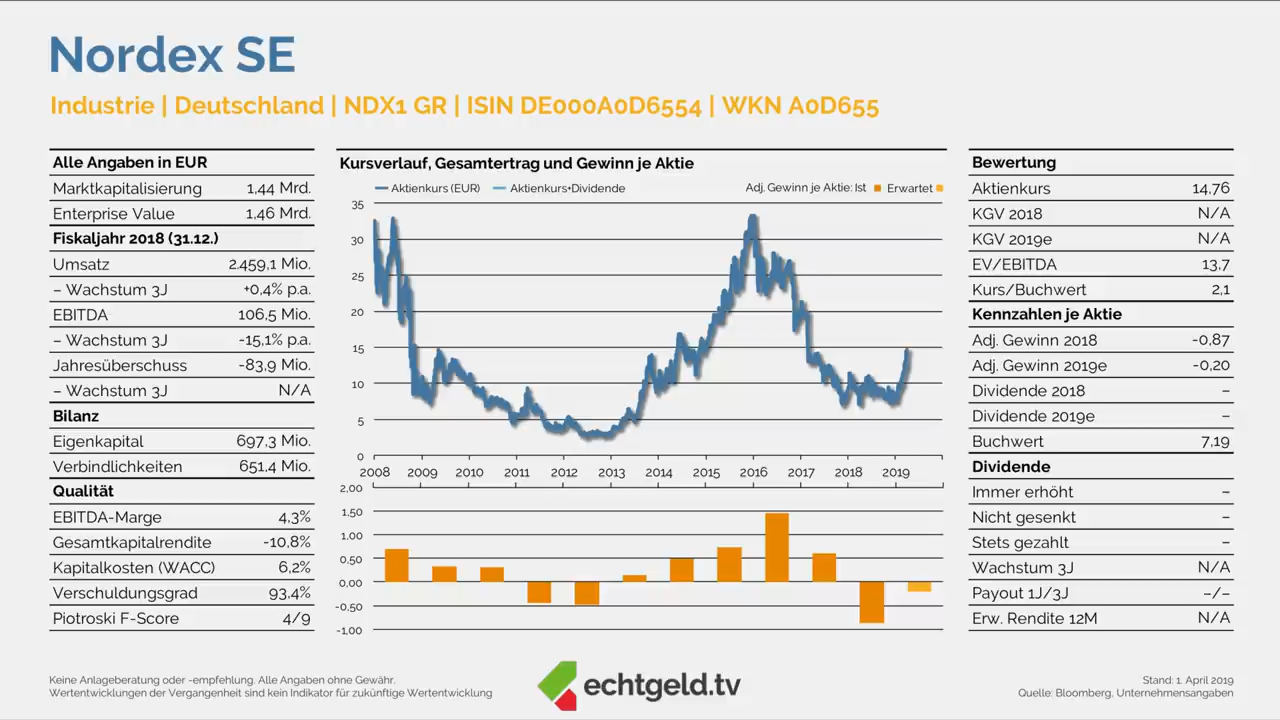 Nordex SE
Industrie | Deutschland | NDX1 GR | ISIN DE000A0D6554 | WKN A0D655
Alle Angaben in EUR
Marktkapitalisierung 1,44 Mrd.
Enterprise Value 1,46 Mrd.
Fiskaljahr 2018 (31.12.)
Umsatz 2.459,1 Mio.
– Wachstum 3J +0,4% p.a.
EBITDA 106,5 Mio.
– Wachstum 3J -15,1% p.a.
Jahresüberschuss -83,9 Mio.
– Wachstum 3J N/A
Bilanz
Eigenkapital 697,3 Mio.
Verbindlichkeiten 651,4 Mio.
Qualität
EBITDA-Marge 4,3%
Gesamtkapitalrendite -10,8%
Kapitalkosten (WACC) 6,2%
Verschuldungsgrad 93,4%
Piotroski F-Score 4/9
Kursverlauf, Gesamtertrag und Gewinn je Aktie
Aktienkurs (EUR) Aktienkurs+Dividende Adj. Gewinn je Aktie: Ist Erwartet
35
30
25
20
15
10
5
0
2008 2009 2010 2011 2012 2013 2014 2015 2016 2017 2018 2019
2,00
1,50
1,00
0,50
0,00
-0,50
-1,00
Bewertung
Aktienkurs 14,76
KGV 2018 N/A
KGV 2019e N/A
EV/EBITDA 13,7
Kurs/Buchwert 2,1
Kennzahlen je Aktie
Adj. Gewinn 2018 -0,87
Adj. Gewinn 2019e -0,20
Dividende 2018 –
Dividende 2019e –
Buchwert 7,19
Dividende
Immer erhöht –
Nicht gesenkt –
Stets gezahlt –
Wachstum 3J N/A
Payout 1J/3J –/–
Erw. Rendite 12M N/A
Keine Anlageberatung oder -empfehlung. Alle Angaben ohne Gewähr.
Wertentwicklungen der Vergangenheit sind kein Indikator für zukünftige Wertentwicklung
echtgeld.tv
Stand: 1. April 2019
Quelle: Bloomberg, Unternehmensangaben